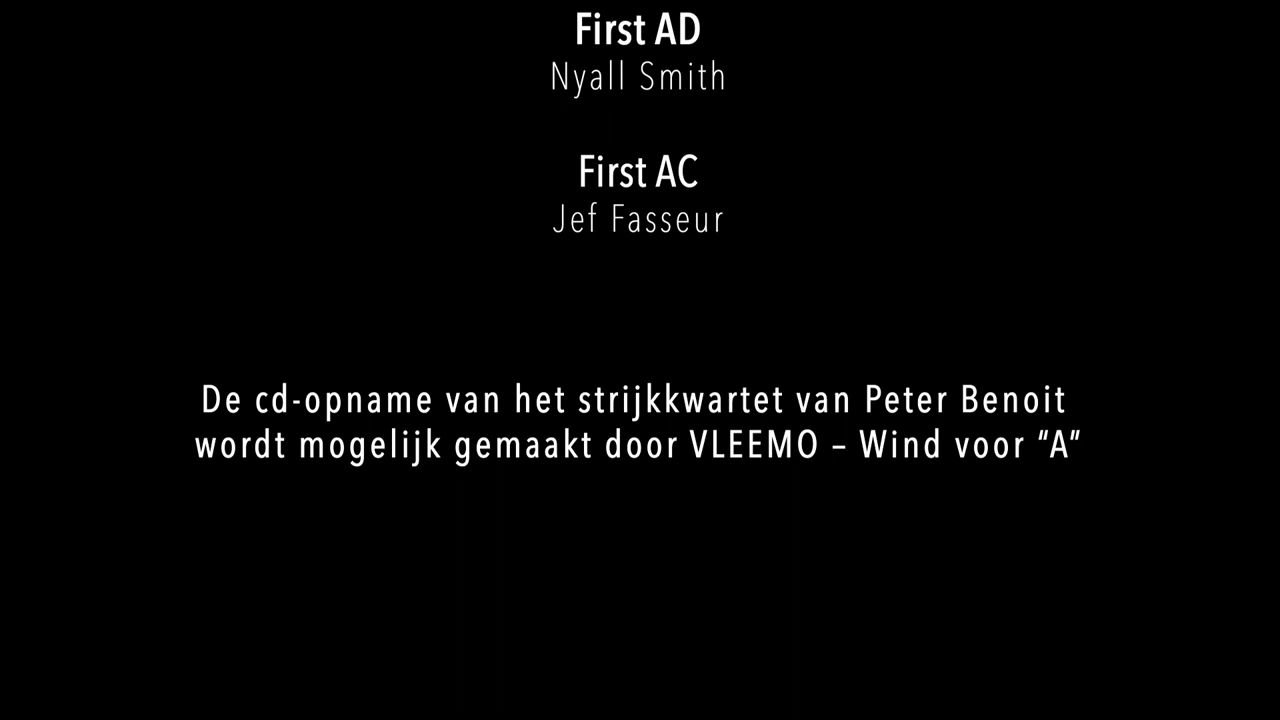 First AD
Nyall Smith
First AC
Jef Fasseur
De cd-opname van het strijkkwartet van Peter Benoit
wordt mogelijk gemaakt door VLEEMO – Wind voor “A”